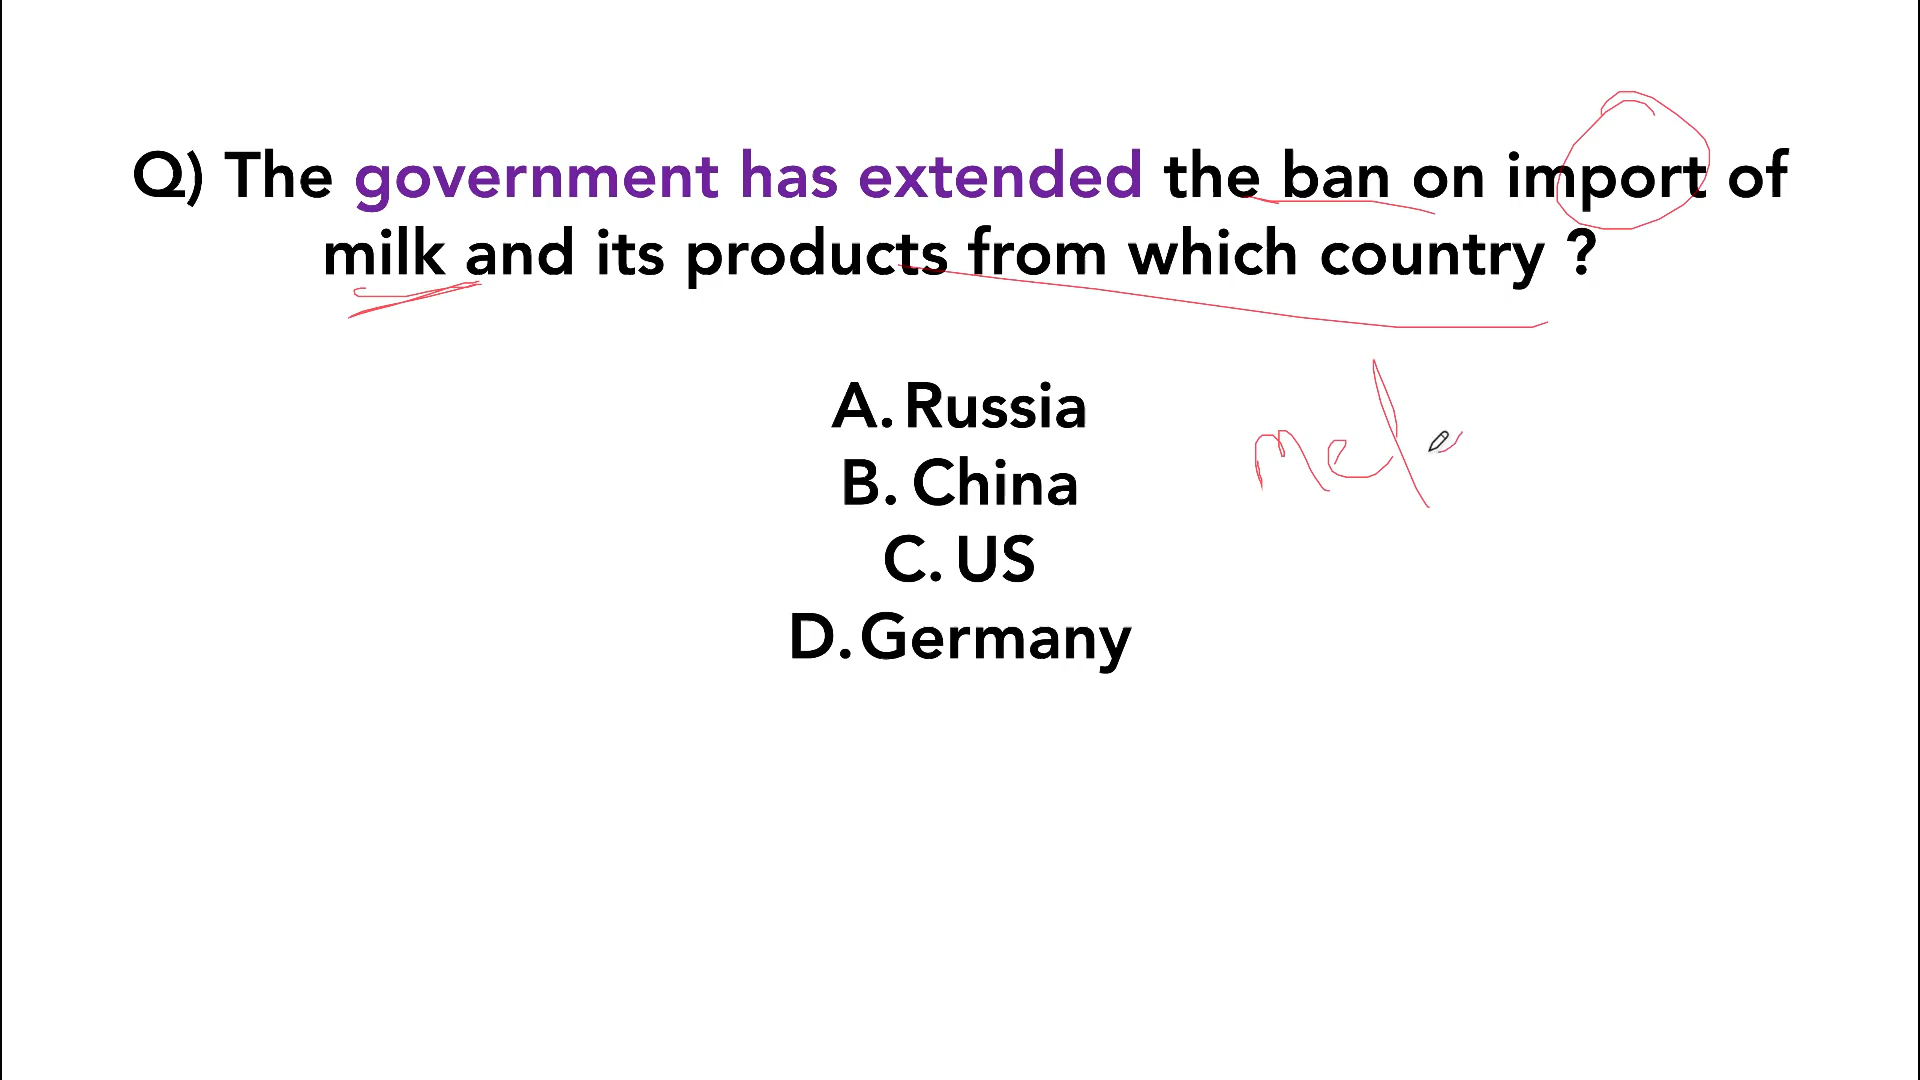 Q) The government has extended the ban on import of
milk and its products from which country ?
A. Russia
B. China
C. US
D. Germany
mel